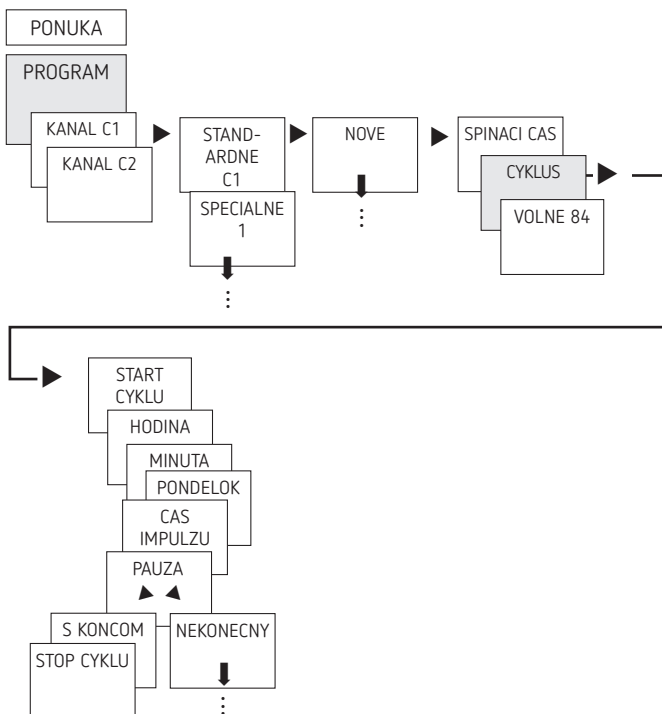 PONUKA
PROGRAM
KANAL C1
KANAL C2
STAND-
ARDNE
C1
SPECIALNE
1
NOVE
SPINACI CAS
CYKLUS
VOLNE 84
START
CYKLU
HODINA
MINUTA
PONDELOK
CAS
IMPULZU
PAUZA
S KONCOM
STOP CYKLU
NEKONECNY